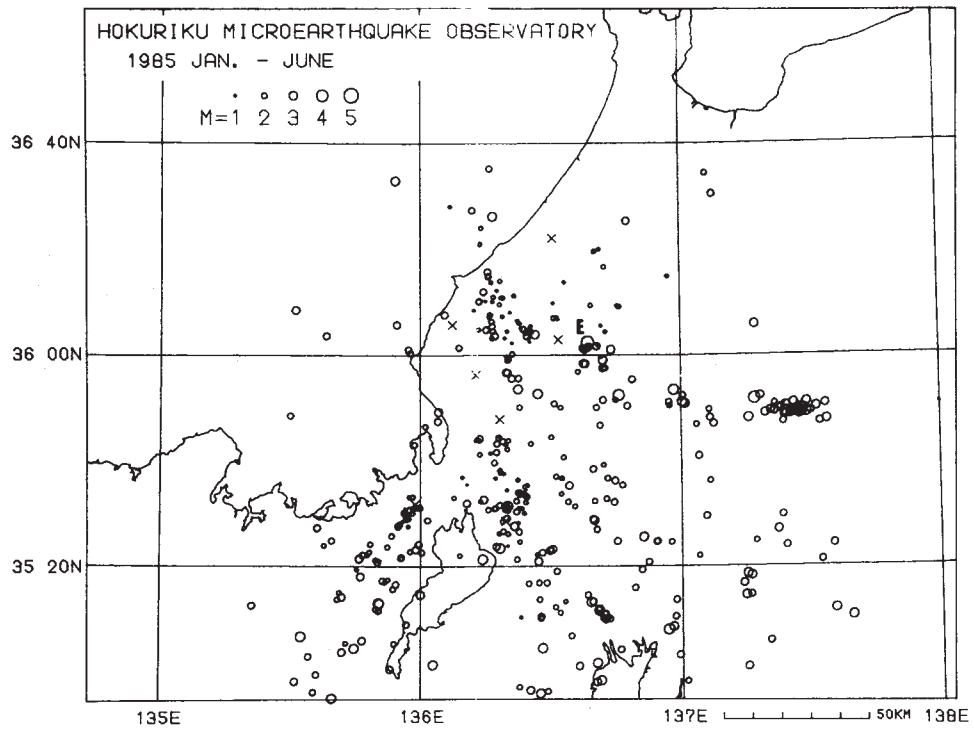 HOKURIKU MICROEARTHQUAKE OBSERVATORY
1985 JAN. - JUNE
M=1 2 3 4 5
36 40N
E
36 00N
35 20N
135E 136E 137E 50KM 138E